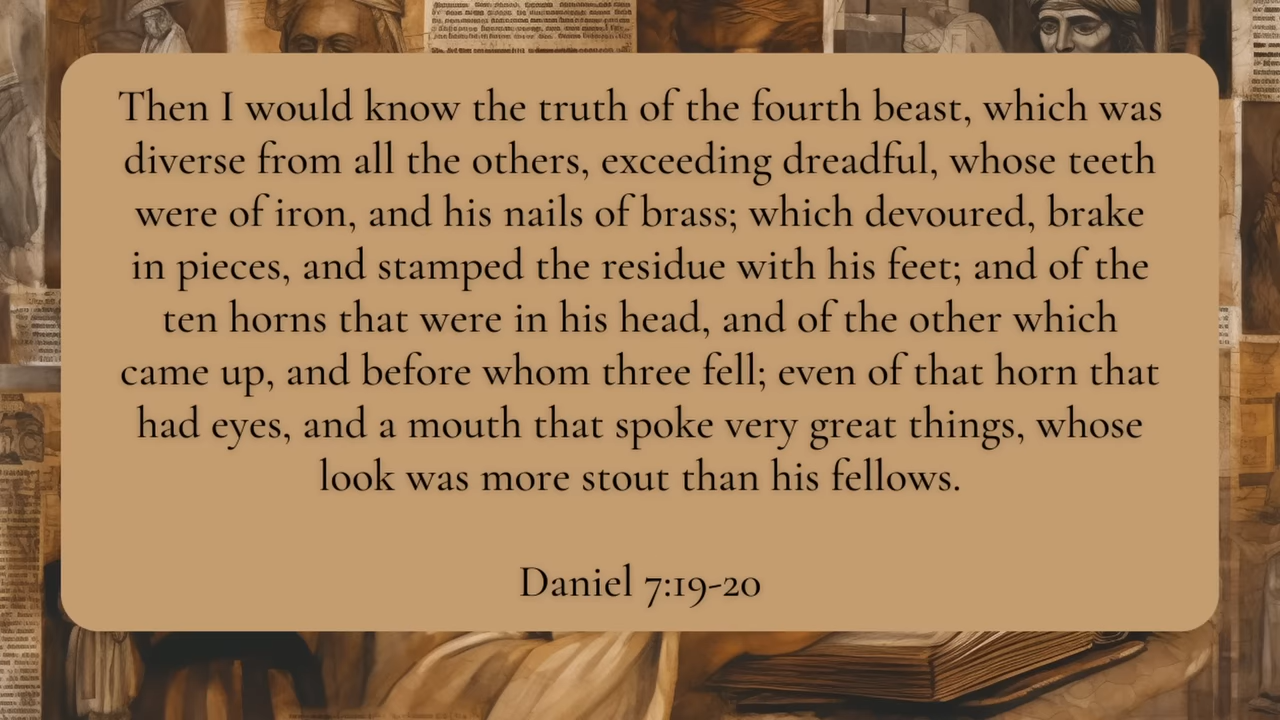 Then I would know the truth of the fourth beast, which was
diverse from all the others, exceeding dreadful, whose teeth
were of iron, and his nails of brass; which devoured, brake
in pieces, and stamped the residue with his feet; and of the
ten horns that were in his head, and of the other which
came up, and before whom three fell; even of that horn that
had eyes, and a mouth that spoke very great things, whose
look was more stout than his fellows.
Daniel 7:19-20